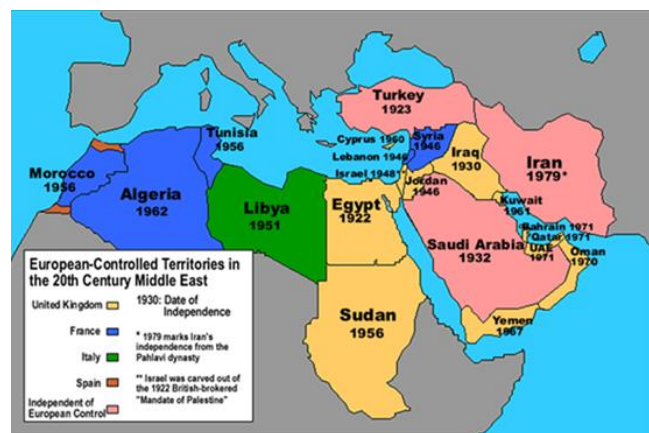 Turkey
1923
Tunisia
1956
Cyprus 1960
Syria
1946
Lebanon 1946
Iraq
1930
Iran
1979*
Israel 1948*
Morocco
1956
Jordan
1946
Algeria
1962
Libya
1951
Egypt
1922
Kuwait
1961
Bahrain 1971
Qatar 1971
UAE
1971
Saudi Arabia
1932
Oman
1970
Sudan
1956
Yemen
1967
European-Controlled Territories in
the 20th Century Middle East
United Kingdom
1930: Date of
Independence
France
* 1979 marks Iran's
independence from the
Pahlavi dynasty
Italy
Spain
** Israel was carved out of
the 1922 British-brokered
"Mandate of Palestine"
Independent of
European Control